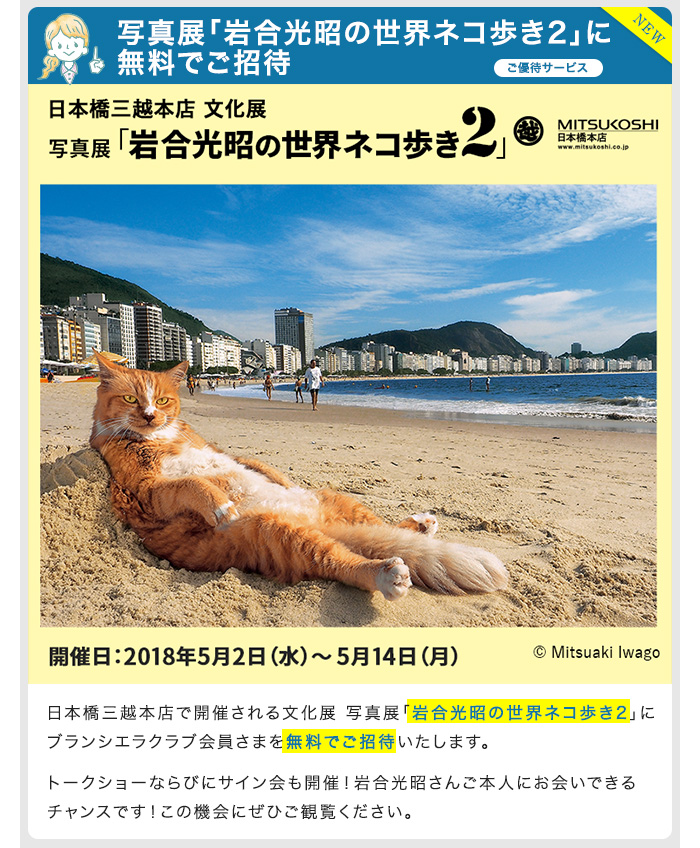 写真展「岩合光昭の世界ネコ歩き2」に
無料でご招待
ご優待サービス
NEW
日本橋三越本店 文化展
写真展「岩合光昭の世界ネコ歩き2」
越
MITSUKOSHI
日本橋本店
www.mitsukoshi.co.jp
開催日:2018年5月2日(水)~5月14日(月)
© Mitsuaki Iwago
日本橋三越本店で開催される文化展 写真展「岩合光昭の世界ネコ歩き2」に
ブランシエラクラブ会員さまを無料でご招待いたします。
トークショーならびにサイン会も開催!岩合光昭さんご本人にお会いできる
チャンスです!この機会にぜひご観覧ください。